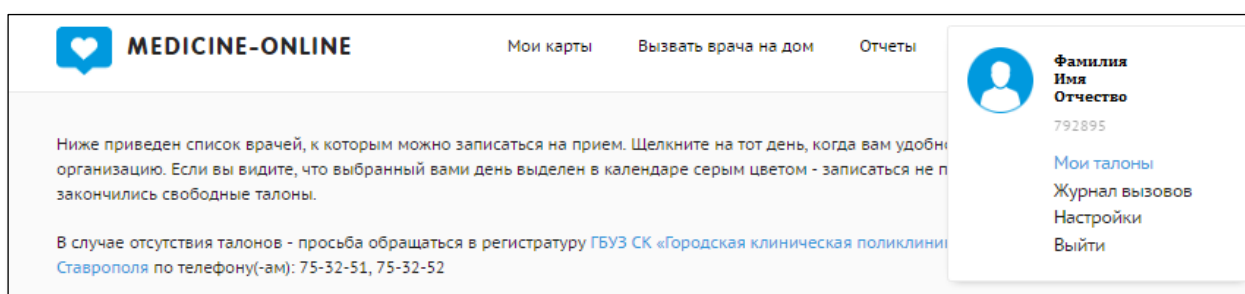 MEDICINE-ONLINE
Мои карты Вызвать врача на дом Отчеты
Фамилия
Имя
Отчество
792895
Мои талоны
Журнал вызовов
Настройки
Выйти
Ниже приведен список врачей, к которым можно записаться на прием. Щелкните на тот день, когда вам
организацию. Если вы видите, что выбранный вами день выделен в календаре серым цветом - записаться не
закончились свободные талоны.
В случае отсутствия талонов - просьба обращаться в регистратуру ГБУЗ СК «Городская клиническая
Ставрополя по телефону(-ам): 75-32-51, 75-32-52